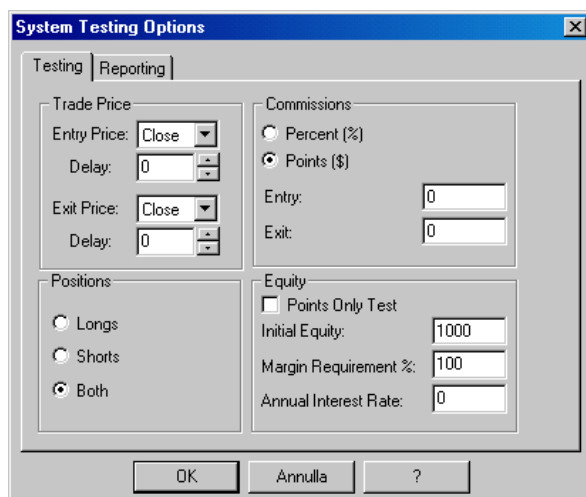 System Testing Options
Testing
Reporting
Trade Price
Entry Price: Close
Delay: 0
Exit Price: Close
Delay: 0
Commissions
Percent (%)
Points ($)
Entry: 0
Exit: 0
Positions
Longs
Shorts
Both
Equity
Points Only Test
Initial Equity: 1000
Margin Requirement %: 100
Annual Interest Rate: 0
OK
Annulla
?